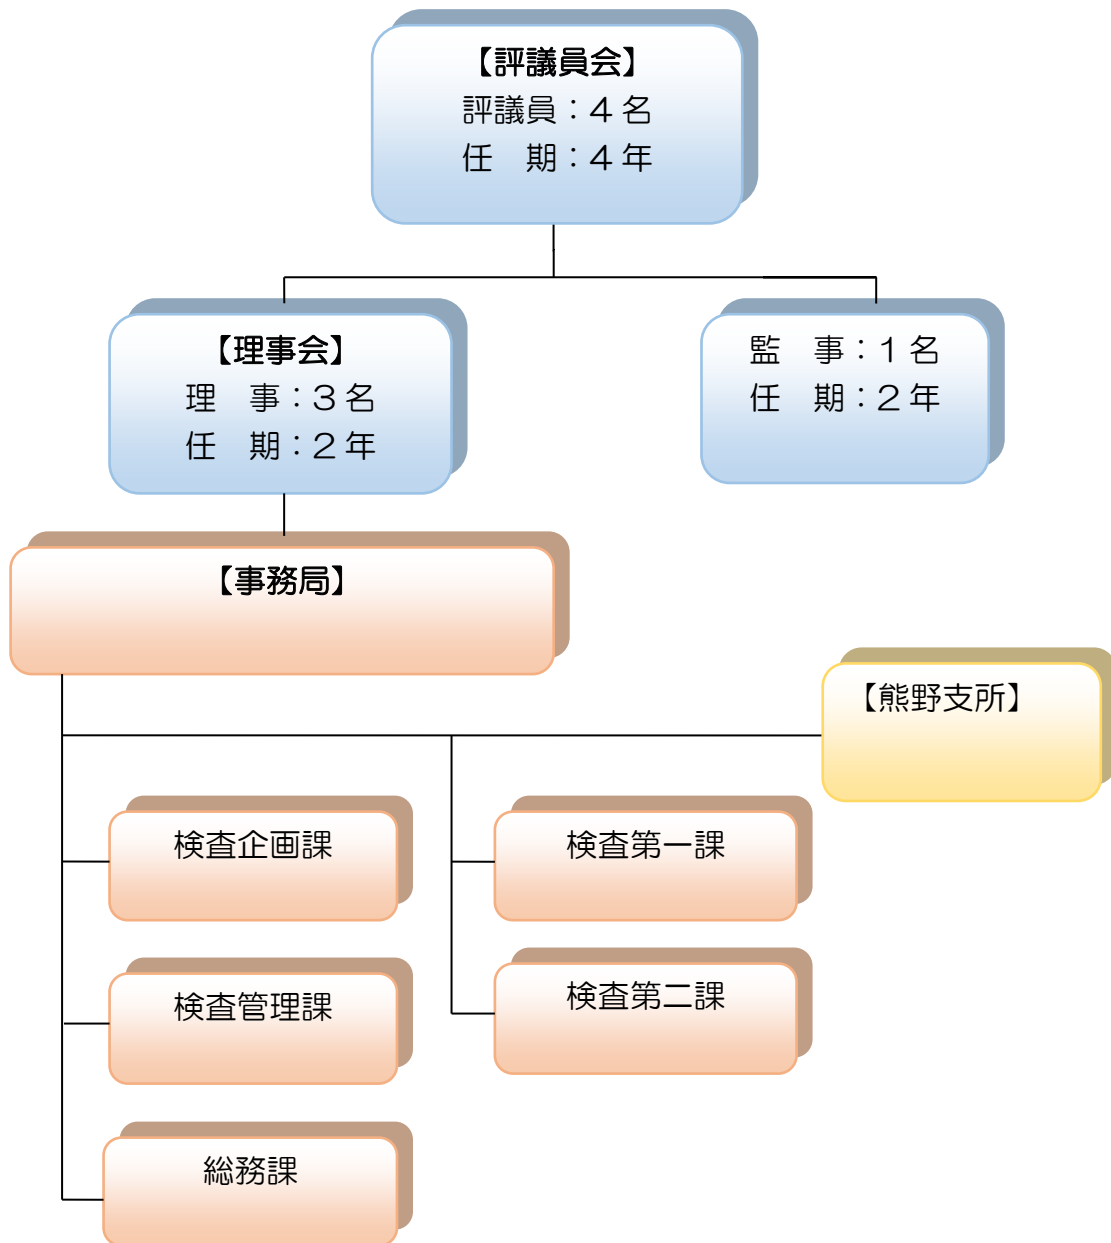 【評議員会】
評議員：４名
任　期：４年
【理事会】
理　事：３名
任　期：２年
監　事：１名
任　期：２年
【事務局】
【熊野支所】
検査企画課
検査第一課
検査管理課
検査第二課
総務課